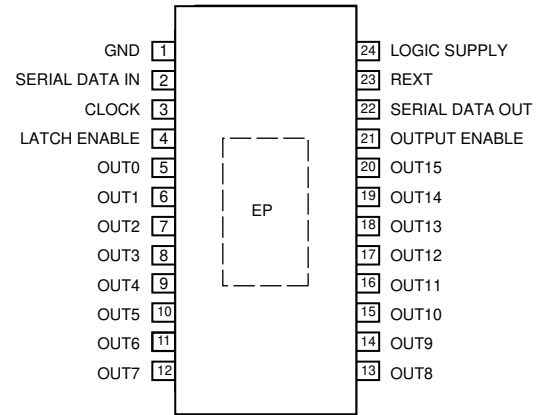 GND 1 24 LOGIC SUPPLY
SERIAL DATA IN 2 23 REXT
CLOCK 3 22 SERIAL DATA OUT
LATCH ENABLE 4 21 OUTPUT ENABLE
OUT0 5 20 OUT15
OUT1 6 19 OUT14
OUT2 7 18 OUT13
EP
OUT3 8 17 OUT12
OUT4 9 16 OUT11
OUT5 10 15 OUT10
OUT6 11 14 OUT9
OUT7 12 13 OUT8